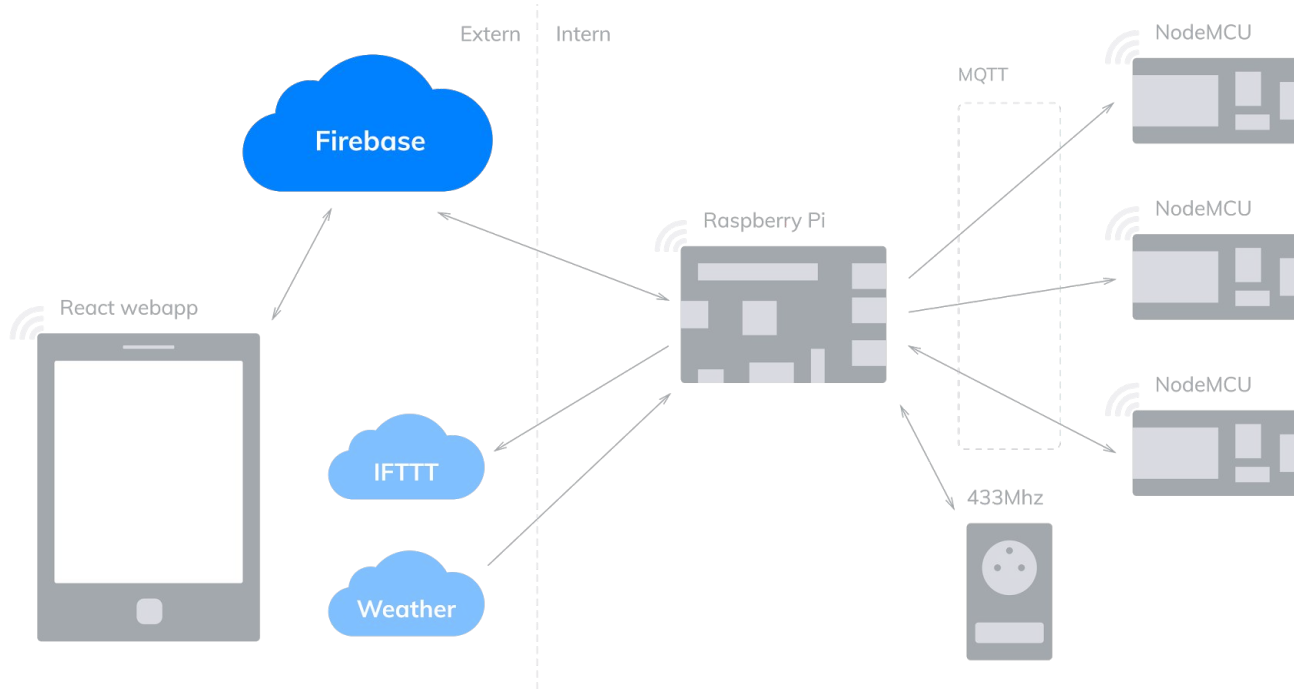 Extern
Intern
NodeMCU
MQTT
Firebase
Raspberry Pi
NodeMCU
React webapp
NodeMCU
IFTTT
433Mhz
Weather